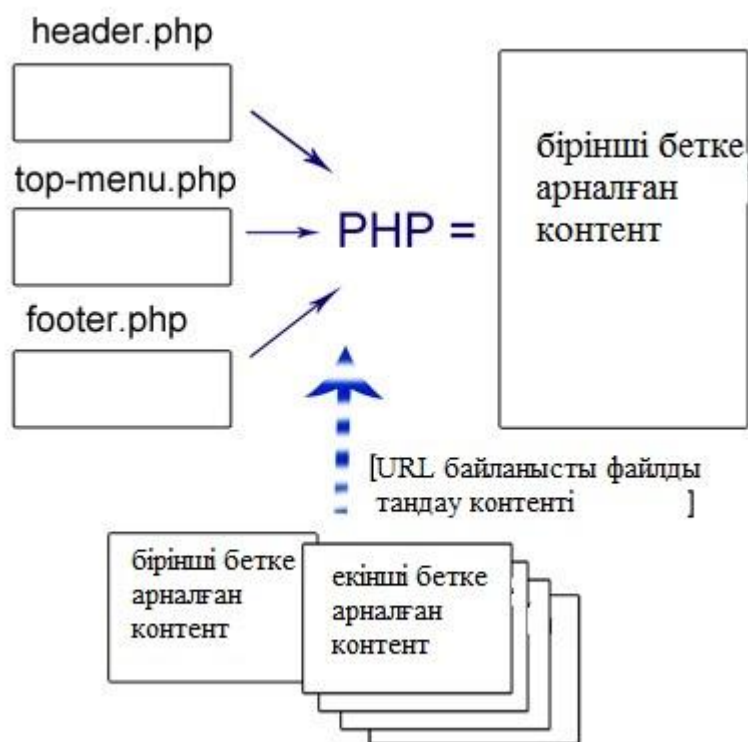 header.php
top-menu.php
footer.php
PHP =
бірінші бетке
арналған
контент
[URL байланысты файлды
таңдау контенті ]
бірінші бетке
арналған
контент
екінші бетке
арналған
контент